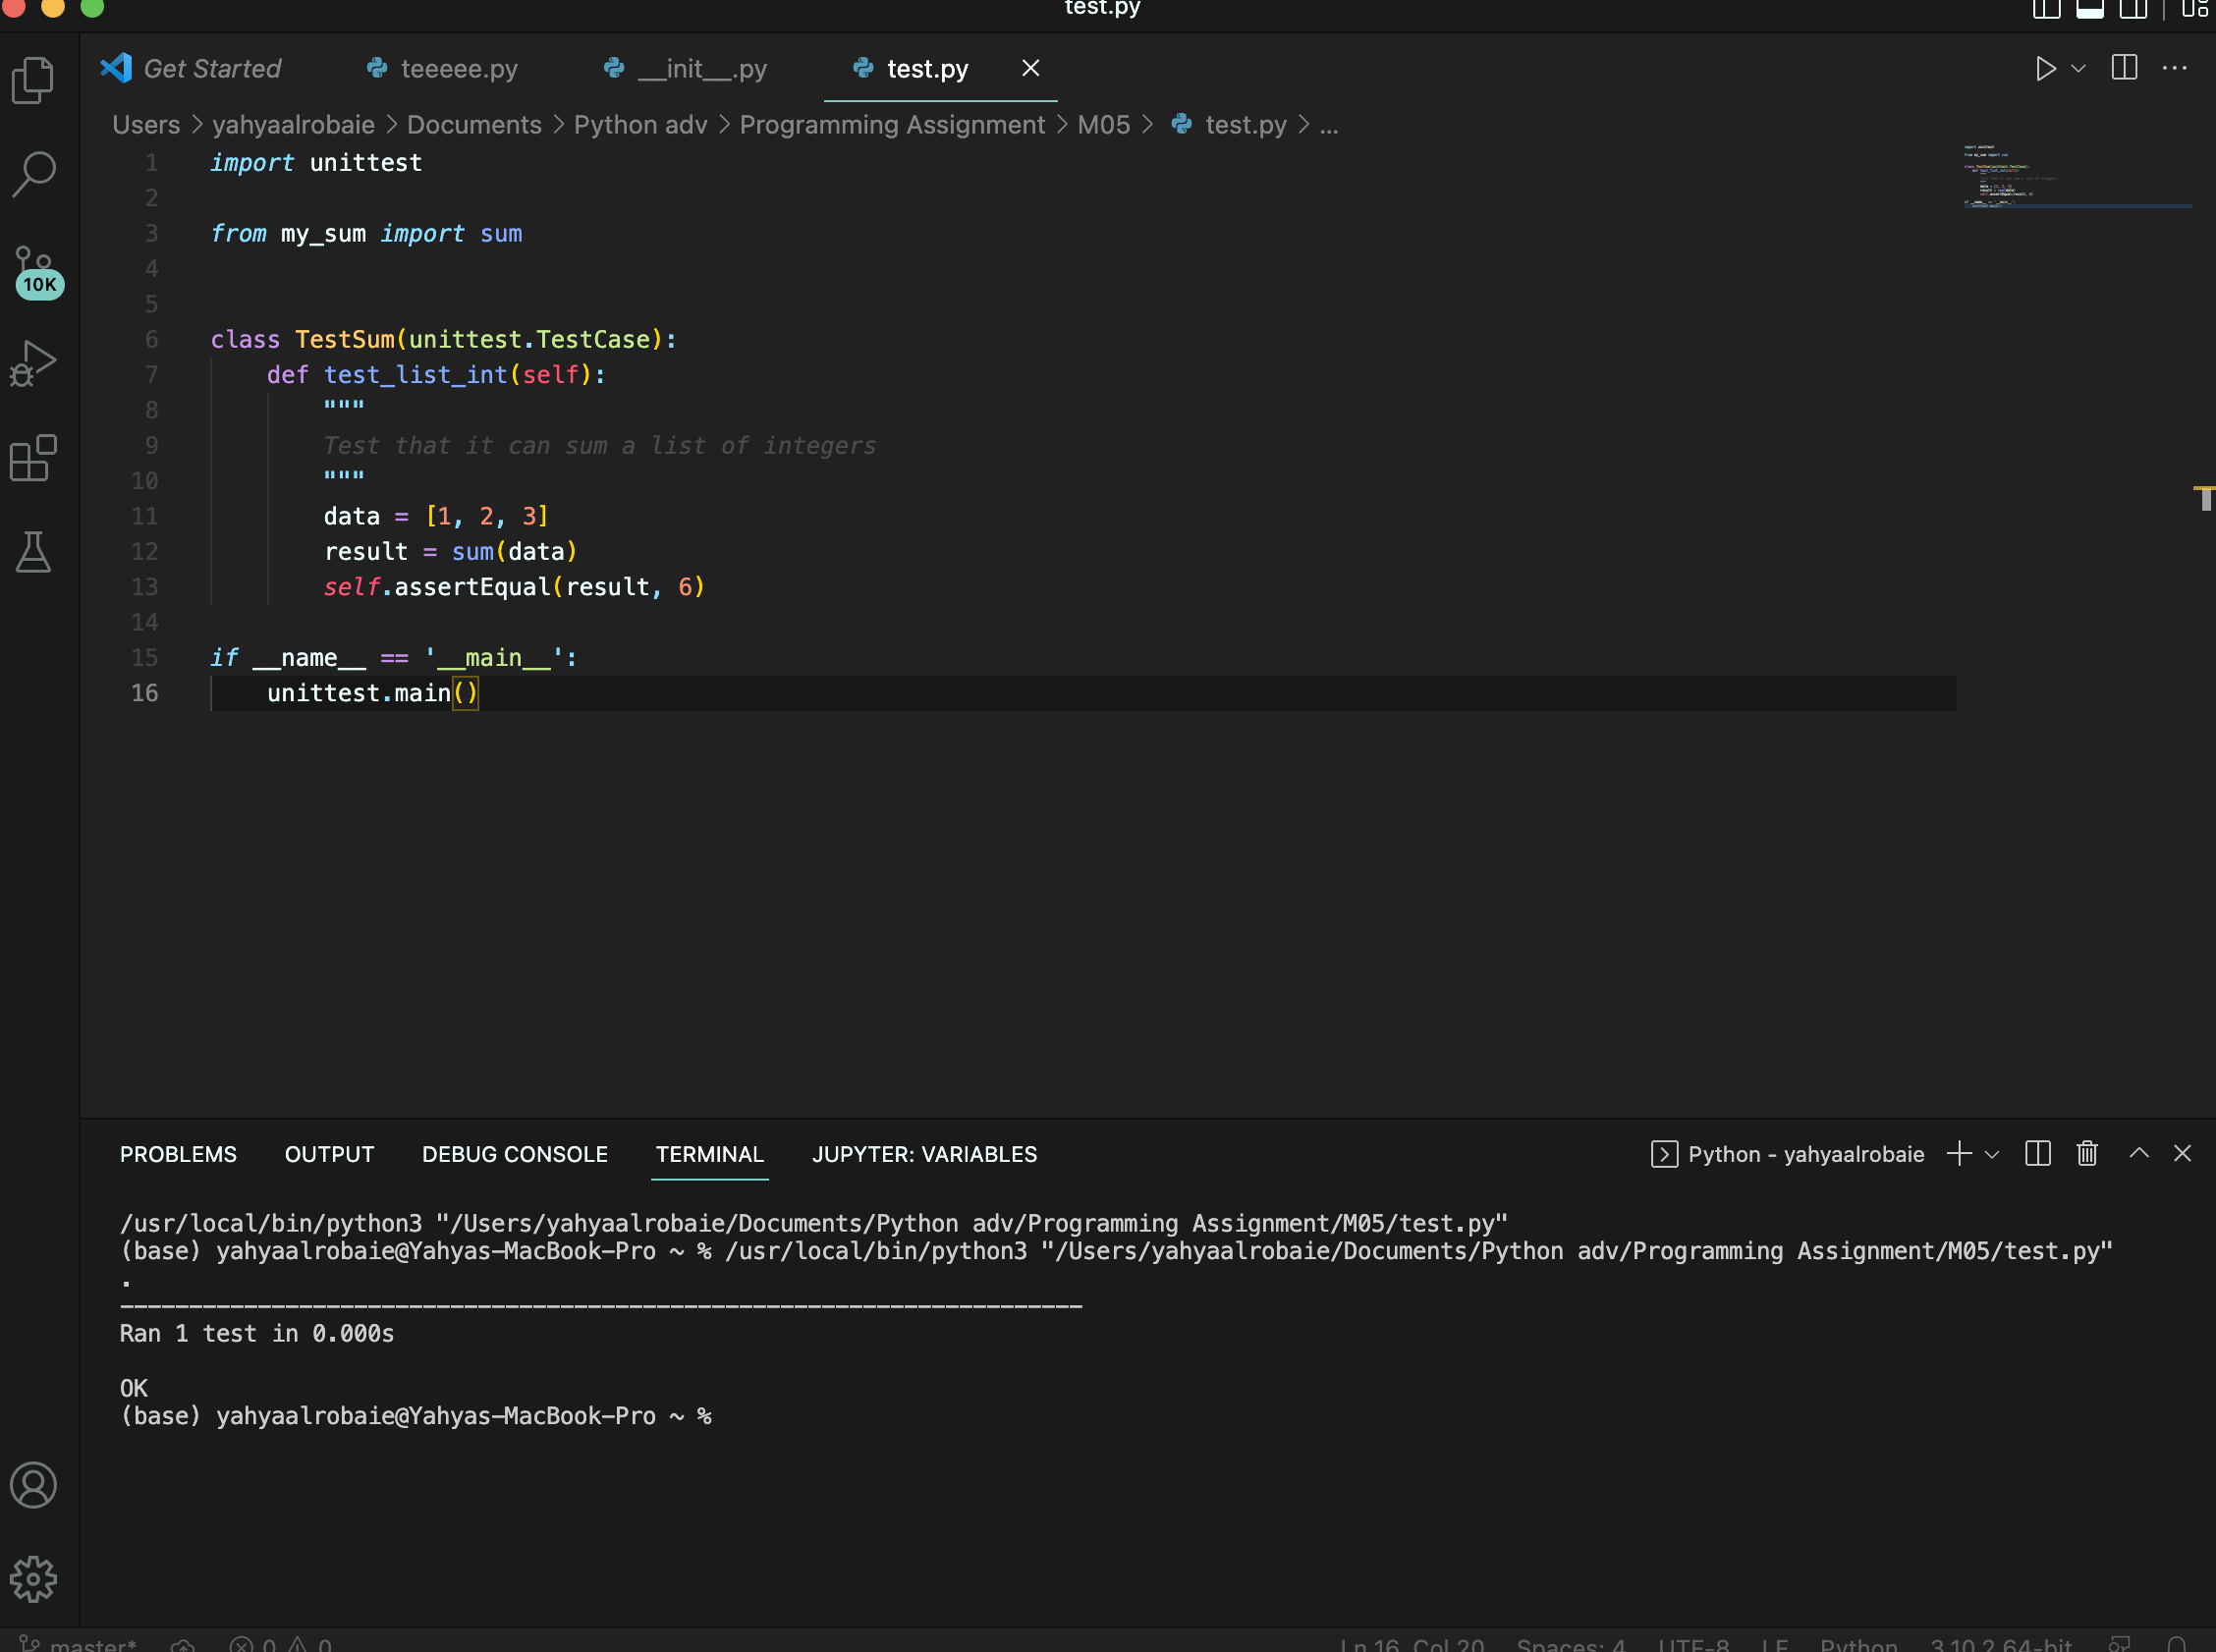 test.py
Get Started teeeee.py __init__.py test.py
Users > yahyaalrobaie > Documents > Python adv > Programming Assignment > M05 > test.py > ...
1 import unittest
2
3 from my_sum import sum
4
5
6 class TestSum(unittest.TestCase):
7 def test_list_int(self):
8 """
9 Test that it can sum a list of integers
10 """
11 data = [1, 2, 3]
12 result = sum(data)
13 self.assertEqual(result, 6)
14
15 if __name__ == '__main__':
16 unittest.main()
10K
PROBLEMS OUTPUT DEBUG CONSOLE TERMINAL JUPYTER: VARIABLES Python - yahyaalrobaie
/usr/local/bin/python3 "/Users/yahyaalrobaie/Documents/Python adv/Programming Assignment/M05/test.py"
(base) yahyaalrobaie@Yahyas-MacBook-Pro ~ % /usr/local/bin/python3 "/Users/yahyaalrobaie/Documents/Python adv/Programming Assignment/M05/test.py"
.
----------------------------------------------------------------------
Ran 1 test in 0.000s
OK
(base) yahyaalrobaie@Yahyas-MacBook-Pro ~ %
master* 0 0 Ln 16, Col 20 Spaces: 4 UTF-8 LF Python 3.10.2 64-bit